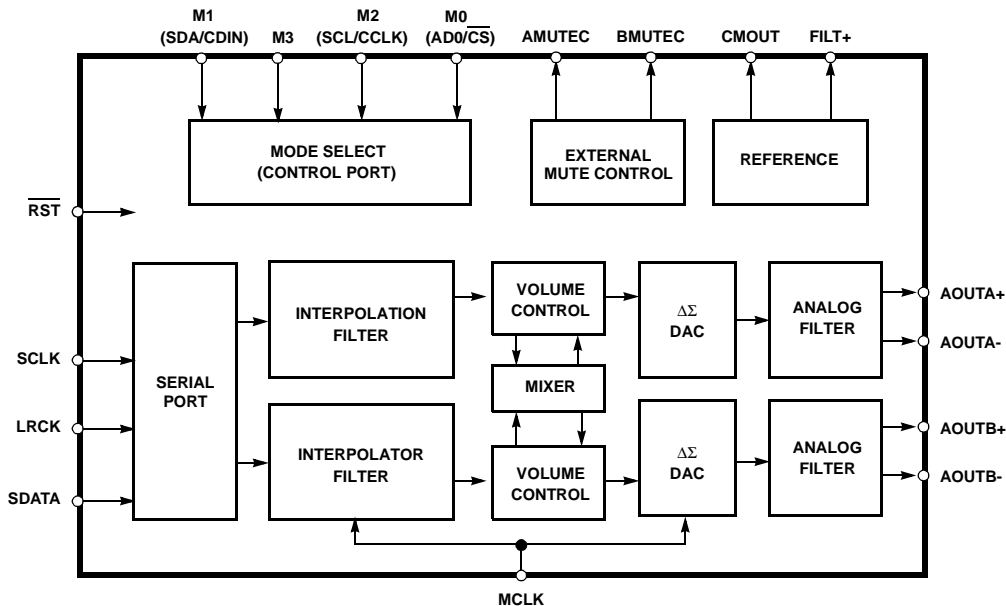 M1
(SDA/CDIN)
M3
M2
(SCL/CCLK)
M0
(AD0/CS)
AMUTEC
BMUTEC
CMOUT
FILT+
MODE SELECT
(CONTROL PORT)
EXTERNAL
MUTE CONTROL
REFERENCE
RST
SERIAL
PORT
INTERPOLATION
FILTER
VOLUME
CONTROL
ΔΣ
DAC
ANALOG
FILTER
AOUTA+
AOUTA-
SCLK
LRCK
SDATA
MIXER
INTERPOLATOR
FILTER
VOLUME
CONTROL
ΔΣ
DAC
ANALOG
FILTER
AOUTB+
AOUTB-
MCLK